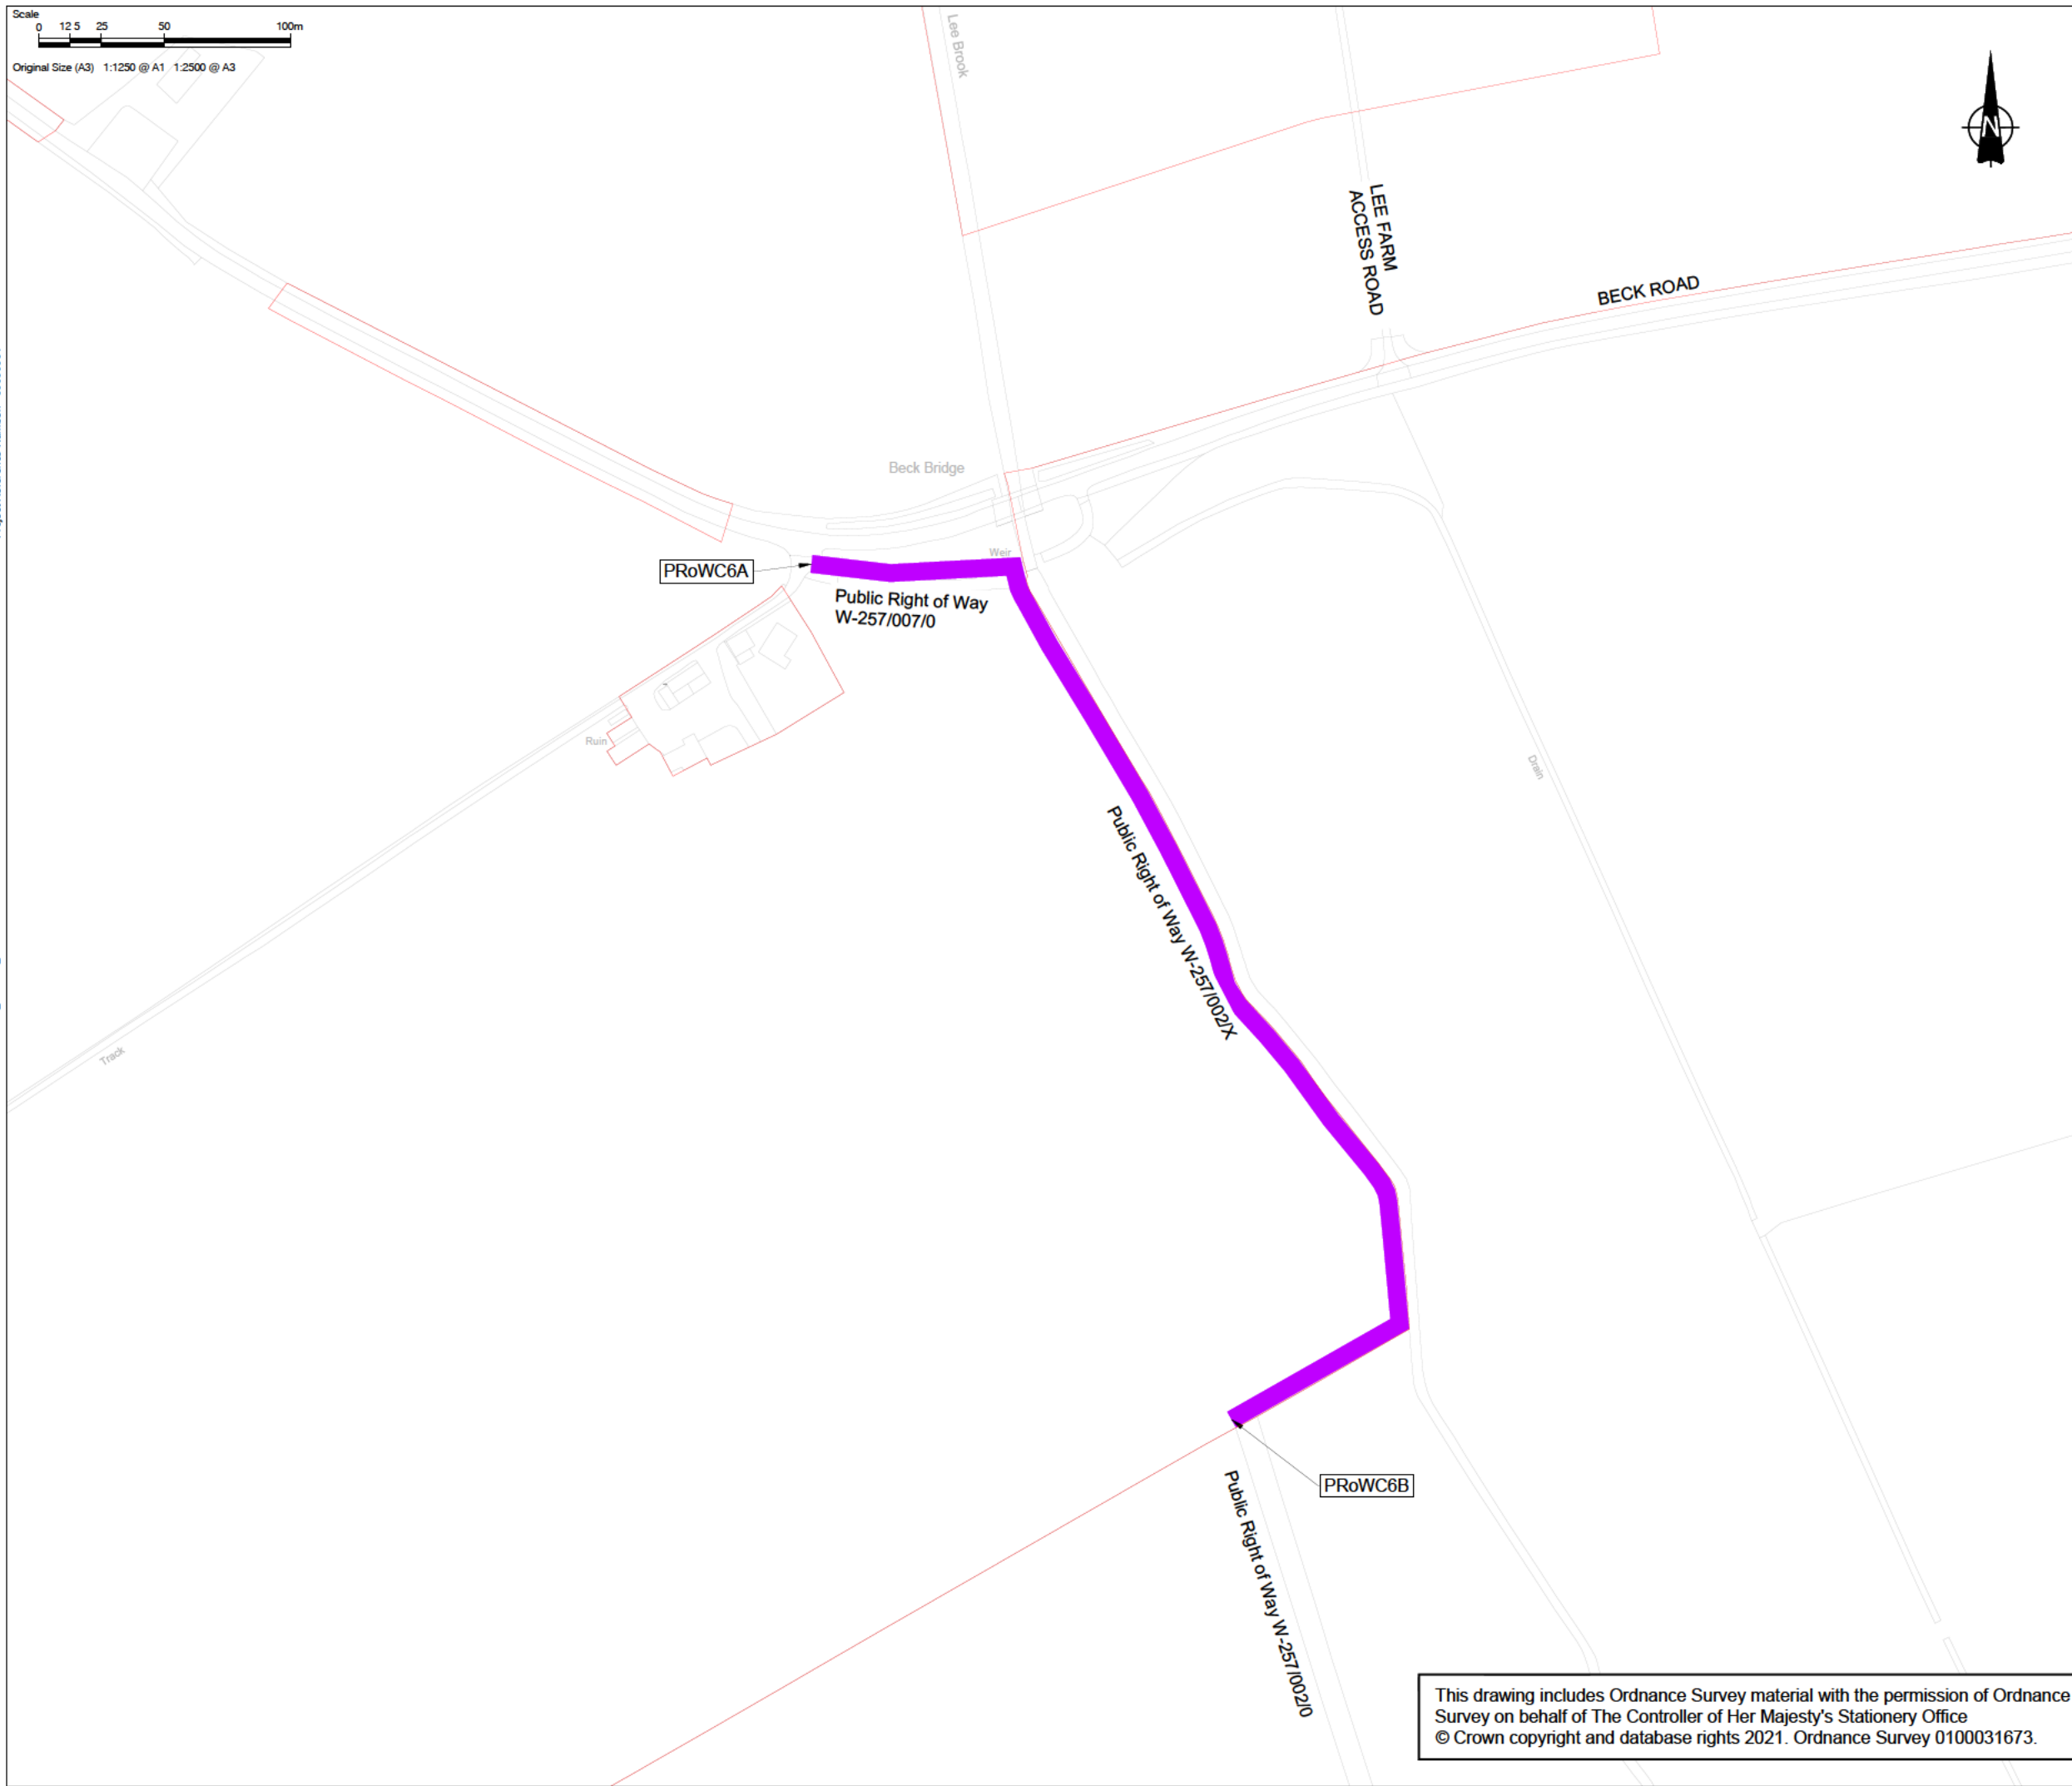 Scale
0 12 5 25 50 100m
Original Size (A3) 1:1250 @ A1 1:2500 @ A3
Lee Brook
N
LEE FARM
ACCESS ROAD
BECK ROAD
Beck Bridge
Weir
PRoWC6A
Public Right of Way
W-257/007/0
Ruin
Drain
Public Right of Way W-257/002/X
Track
PRoWC6B
Public Right of Way W-257/002/0
This drawing includes Ordnance Survey material with the permission of Ordnance
Survey on behalf of The Controller of Her Majesty's Stationery Office
© Crown copyright and database rights 2021. Ordnance Survey 0100031673.